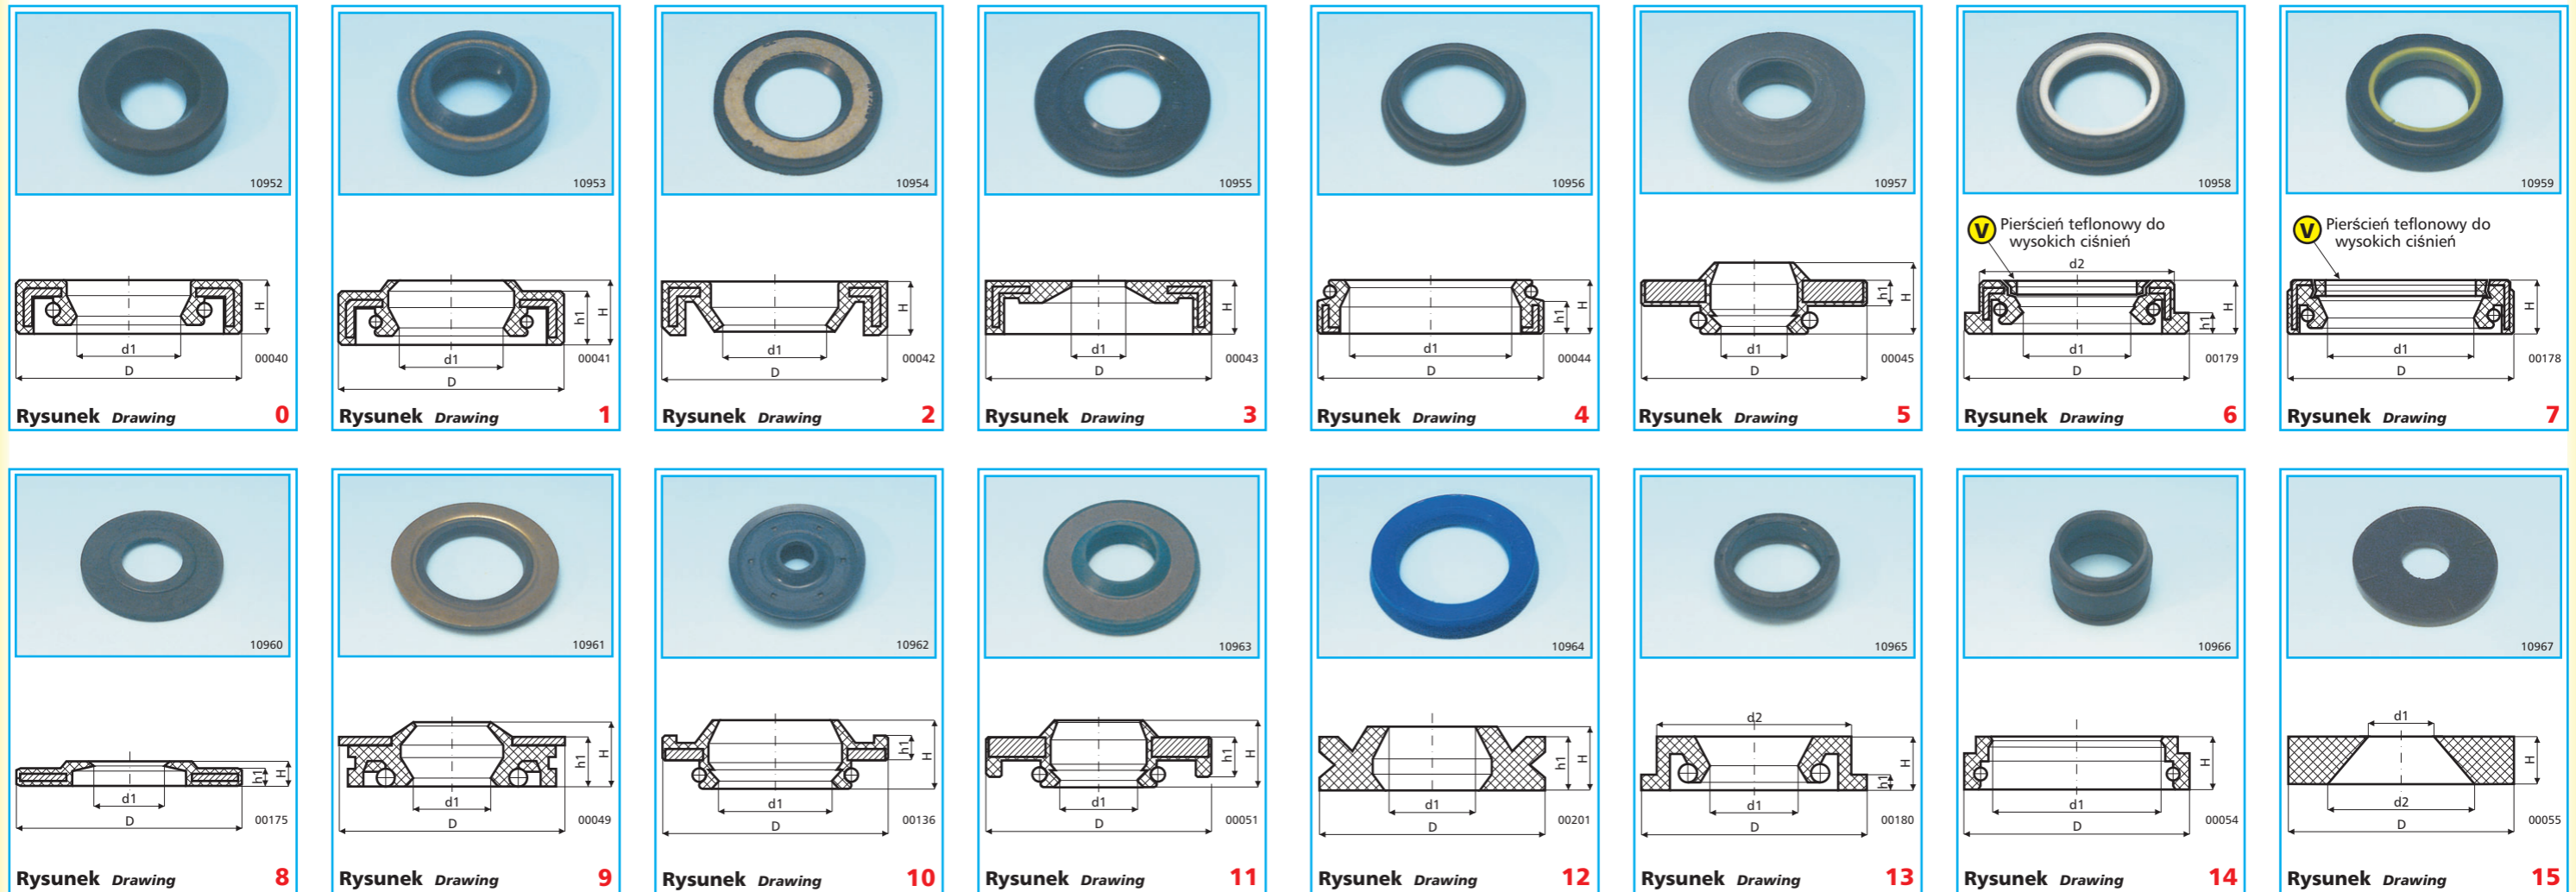 10952
H
d1
00040
D
Rysunek Drawing 0
10953
h1
H
d1
00041
D
Rysunek Drawing 1
10954
H
d1
00042
D
Rysunek Drawing 2
10955
H
d1
00043
D
Rysunek Drawing 3
10956
h1
H
d1
00044
D
Rysunek Drawing 4
10957
h1
H
d1
00045
D
Rysunek Drawing 5
10958
V Pierścień teflonowy do
wysokich ciśnień
d2
h1
H
d1
00179
D
Rysunek Drawing 6
10959
V Pierścień teflonowy do
wysokich ciśnień
H
d1
00178
D
Rysunek Drawing 7
10960
h1
H
d1
00175
D
Rysunek Drawing 8
10961
h1
H
d1
00049
D
Rysunek Drawing 9
10962
h1
H
d1
00136
D
Rysunek Drawing 10
10963
h1
H
d1
00051
D
Rysunek Drawing 11
10964
h1
H
d1
00201
D
Rysunek Drawing 12
10965
d2
h1
H
d1
00180
D
Rysunek Drawing 13
10966
H
d1
00054
D
Rysunek Drawing 14
10967
d1
H
d2
00055
D
Rysunek Drawing 15